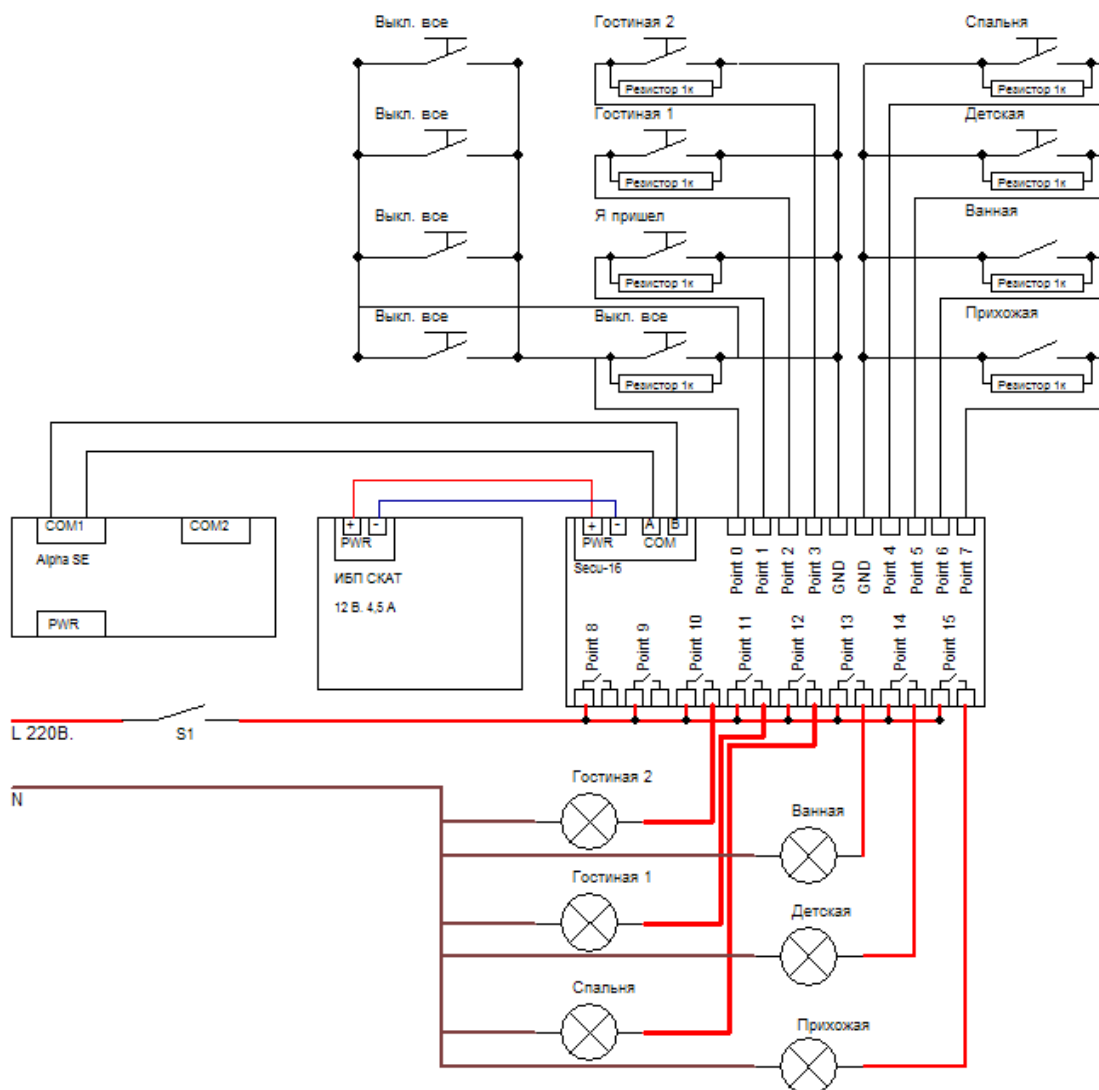 Выкл. все
Гостиная 2
Спальня
Резистор 1к
Резистор 1к
Выкл. все
Гостиная 1
Детская
Резистор 1к
Резистор 1к
Выкл. все
Я пришел
Ванная
Резистор 1к
Резистор 1к
Выкл. все
Выкл. все
Прихожая
Резистор 1к
Резистор 1к
COM1
COM2
Alpha SE
PWR
+ -
PWR
ИБП СКАТ
12 В. 4,5 А
+ - A B
PWR COM
Secu-16
Point 0
Point 1
Point 2
Point 3
GND
GND
Point 4
Point 5
Point 6
Point 7
Point 8
Point 9
Point 10
Point 11
Point 12
Point 13
Point 14
Point 15
L 220В.
S1
N
Гостиная 2
Ванная
Гостиная 1
Детская
Спальня
Прихожая